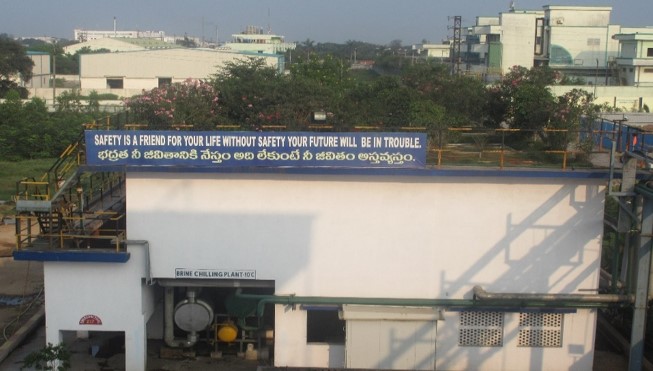 SAFETY IS A FRIEND FOR YOUR LIFE WITHOUT SAFETY YOUR FUTURE WILL BE IN TROUBLE.
భద్రత నీ జీవితానికి నేస్తం అది లేకుంటే నీ జీవితం అస్తవ్యస్తం.
BRINE CHILLING PLANT-10°C